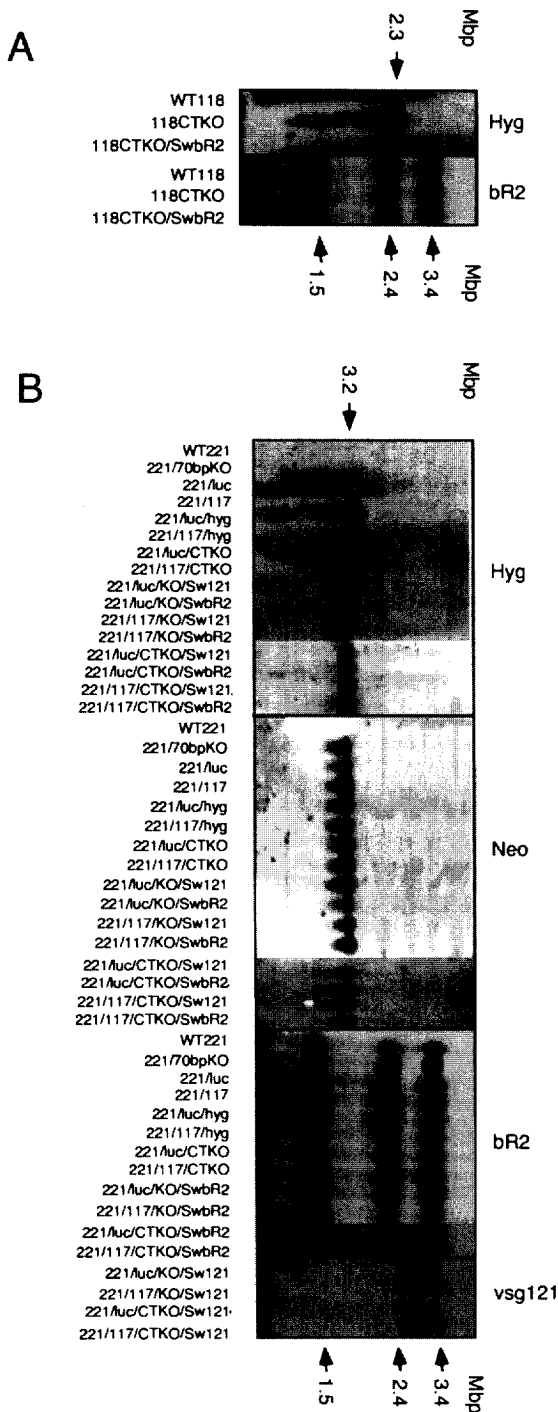 A
2.3
Mbp
WT118
118CTKO
118CTKO/SwbR2
Hyg
WT118
118CTKO
118CTKO/SwbR2
bR2
1.5
2.4
3.4
Mbp
B
3.2
Mbp
WT221
221/70bpKO
221/luc
221/117
221/luc/hyg
221/117/hyg
221/luc/CTKO
221/117/CTKO
221/luc/KO/Sw121
221/luc/KO/SwbR2
221/117/KO/Sw121
221/117/KO/SwbR2
221/luc/CTKO/Sw121
221/luc/CTKO/SwbR2
221/117/CTKO/Sw121.
221/117/CTKO/SwbR2
Hyg
WT221
221/70bpKO
221/luc
221/117
221/luc/hyg
221/117/hyg
221/luc/CTKO
221/117/CTKO
221/luc/KO/Sw121
221/luc/KO/SwbR2
221/117/KO/Sw121
221/117/KO/SwbR2
221/luc/CTKO/Sw121
221/luc/CTKO/SwbR2
221/117/CTKO/Sw121
221/117/CTKO/SwbR2
Neo
WT221
221/70bpKO
221/luc
221/117
221/luc/hyg
221/117/hyg
221/luc/CTKO
221/117/CTKO
221/luc/KO/SwbR2
221/117/KO/SwbR2
221/luc/CTKO/SwbR2
221/117/CTKO/SwbR2
bR2
221/luc/KO/Sw121
221/117/KO/Sw121
221/luc/CTKO/Sw121
221/117/CTKO/Sw121
vsg121
1.5
2.4
3.4
Mbp